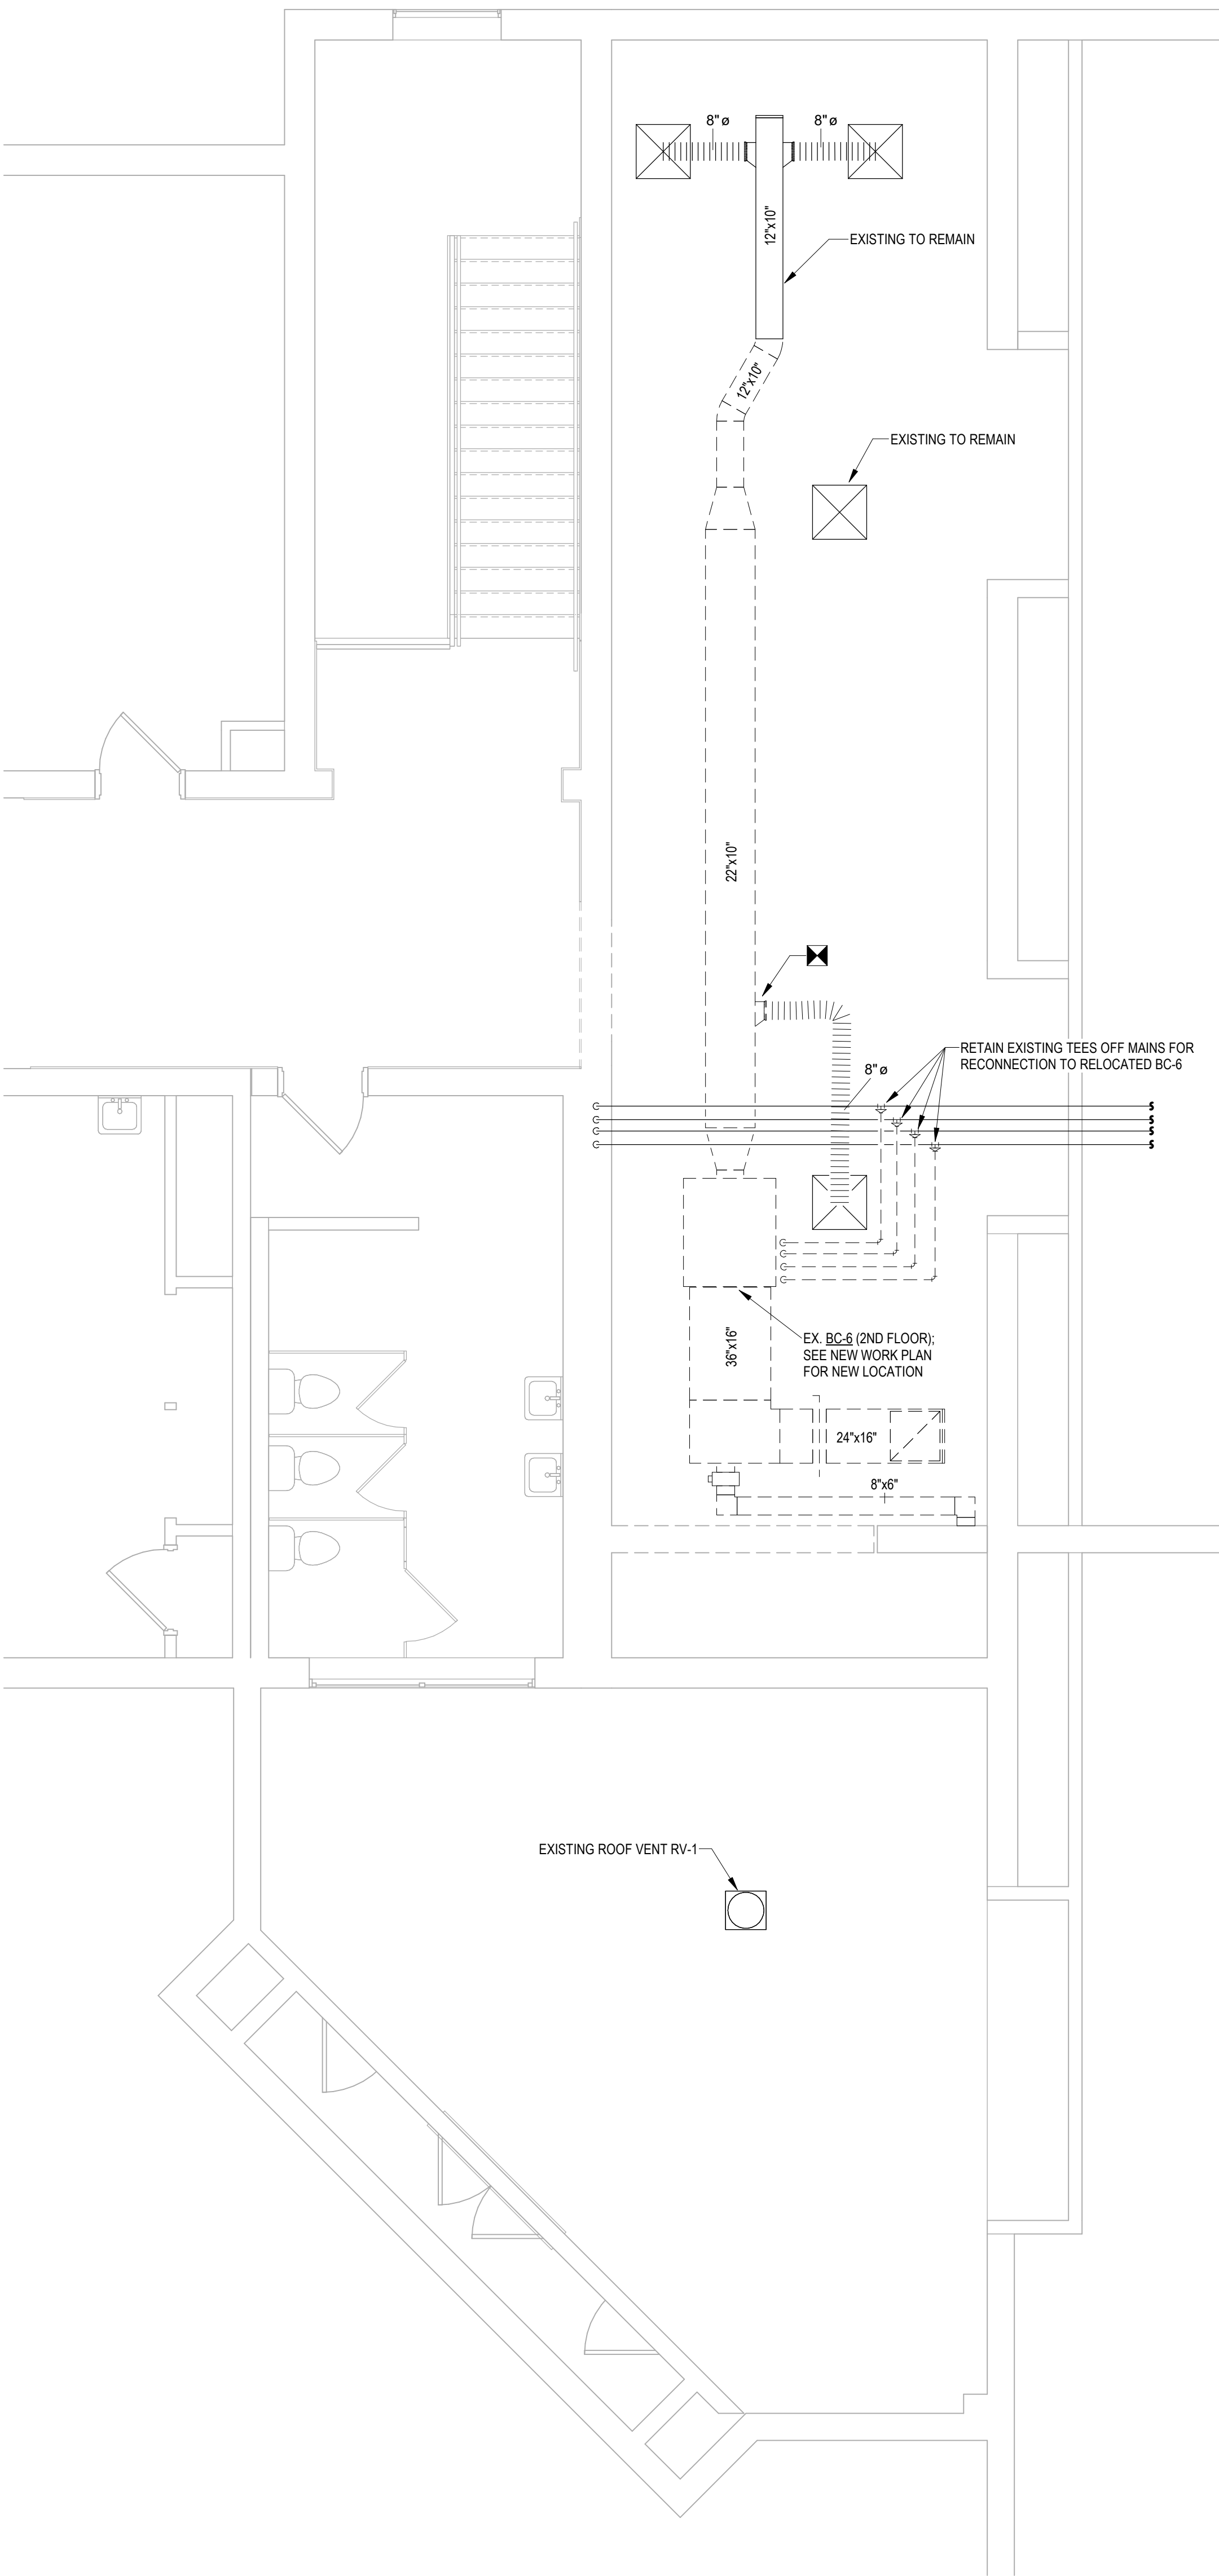 8"ø
8"ø
12"x10"
EXISTING TO REMAIN
12"x10"
EXISTING TO REMAIN
22"x10"
RETAIN EXISTING TEES OFF MAINS FOR
RECONNECTION TO RELOCATED BC-6
8"ø
EX. BC-6 (2ND FLOOR);
SEE NEW WORK PLAN
FOR NEW LOCATION
36"x16"
24"x16"
8"x6"
EXISTING ROOF VENT RV-1